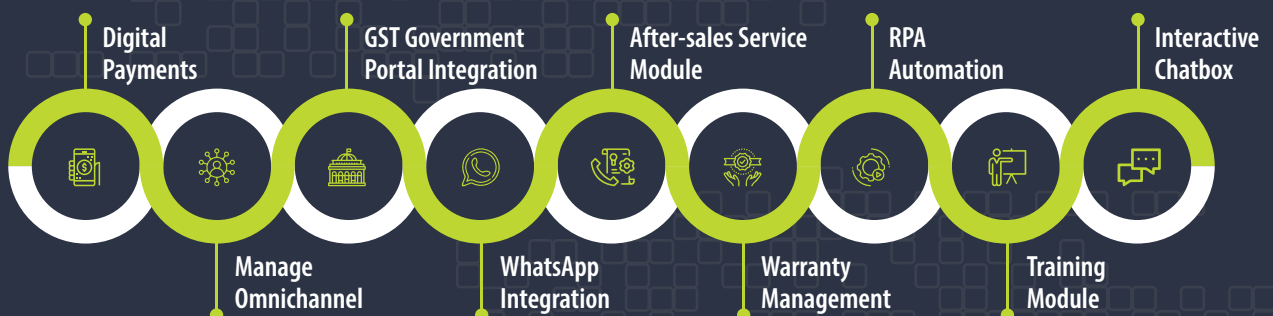 Digital
Payments
GST Government
Portal Integration
After-sales Service
Module
RPA
Automation
Interactive
Chatbox
$
Manage
Omnichannel
WhatsApp
Integration
Warranty
Management
Training
Module